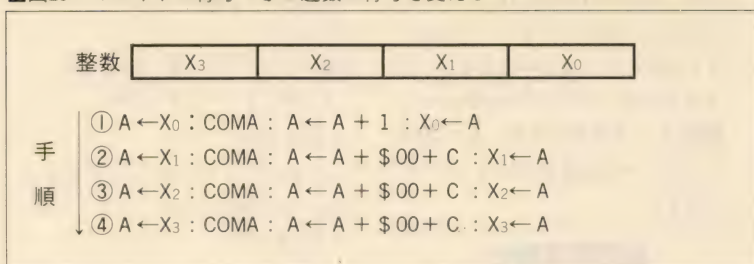 整数 X₃ X₂ X₁ X₀
手順
① A ←X₀ : COMA : A ← A + 1 : X₀← A
② A ←X₁ : COMA : A ← A + $ 00 + C : X₁← A
③ A ←X₂ : COMA : A ← A + $ 00 + C : X₂← A
④ A ←X₃ : COMA : A ← A + $ 00 + C : X₃← A